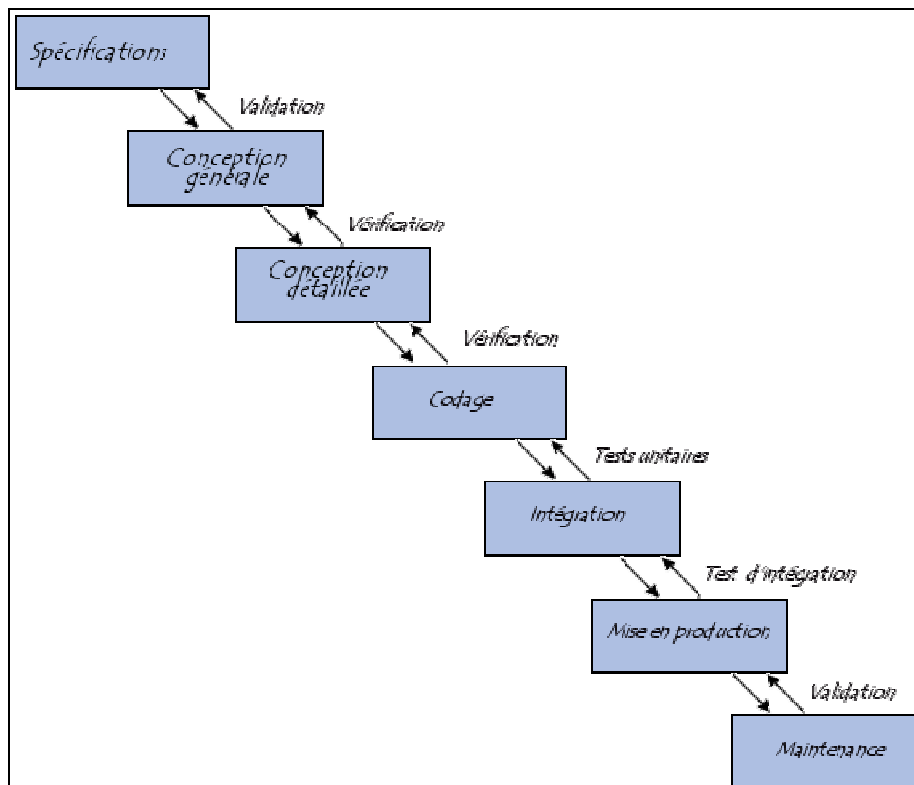 Spécifications
Validation
Conception
générale
Vérification
Conception
détaillée
Vérification
Codage
Tests unitaires
Intégration
Test d'intégration
Mise en production
Validation
Maintenance